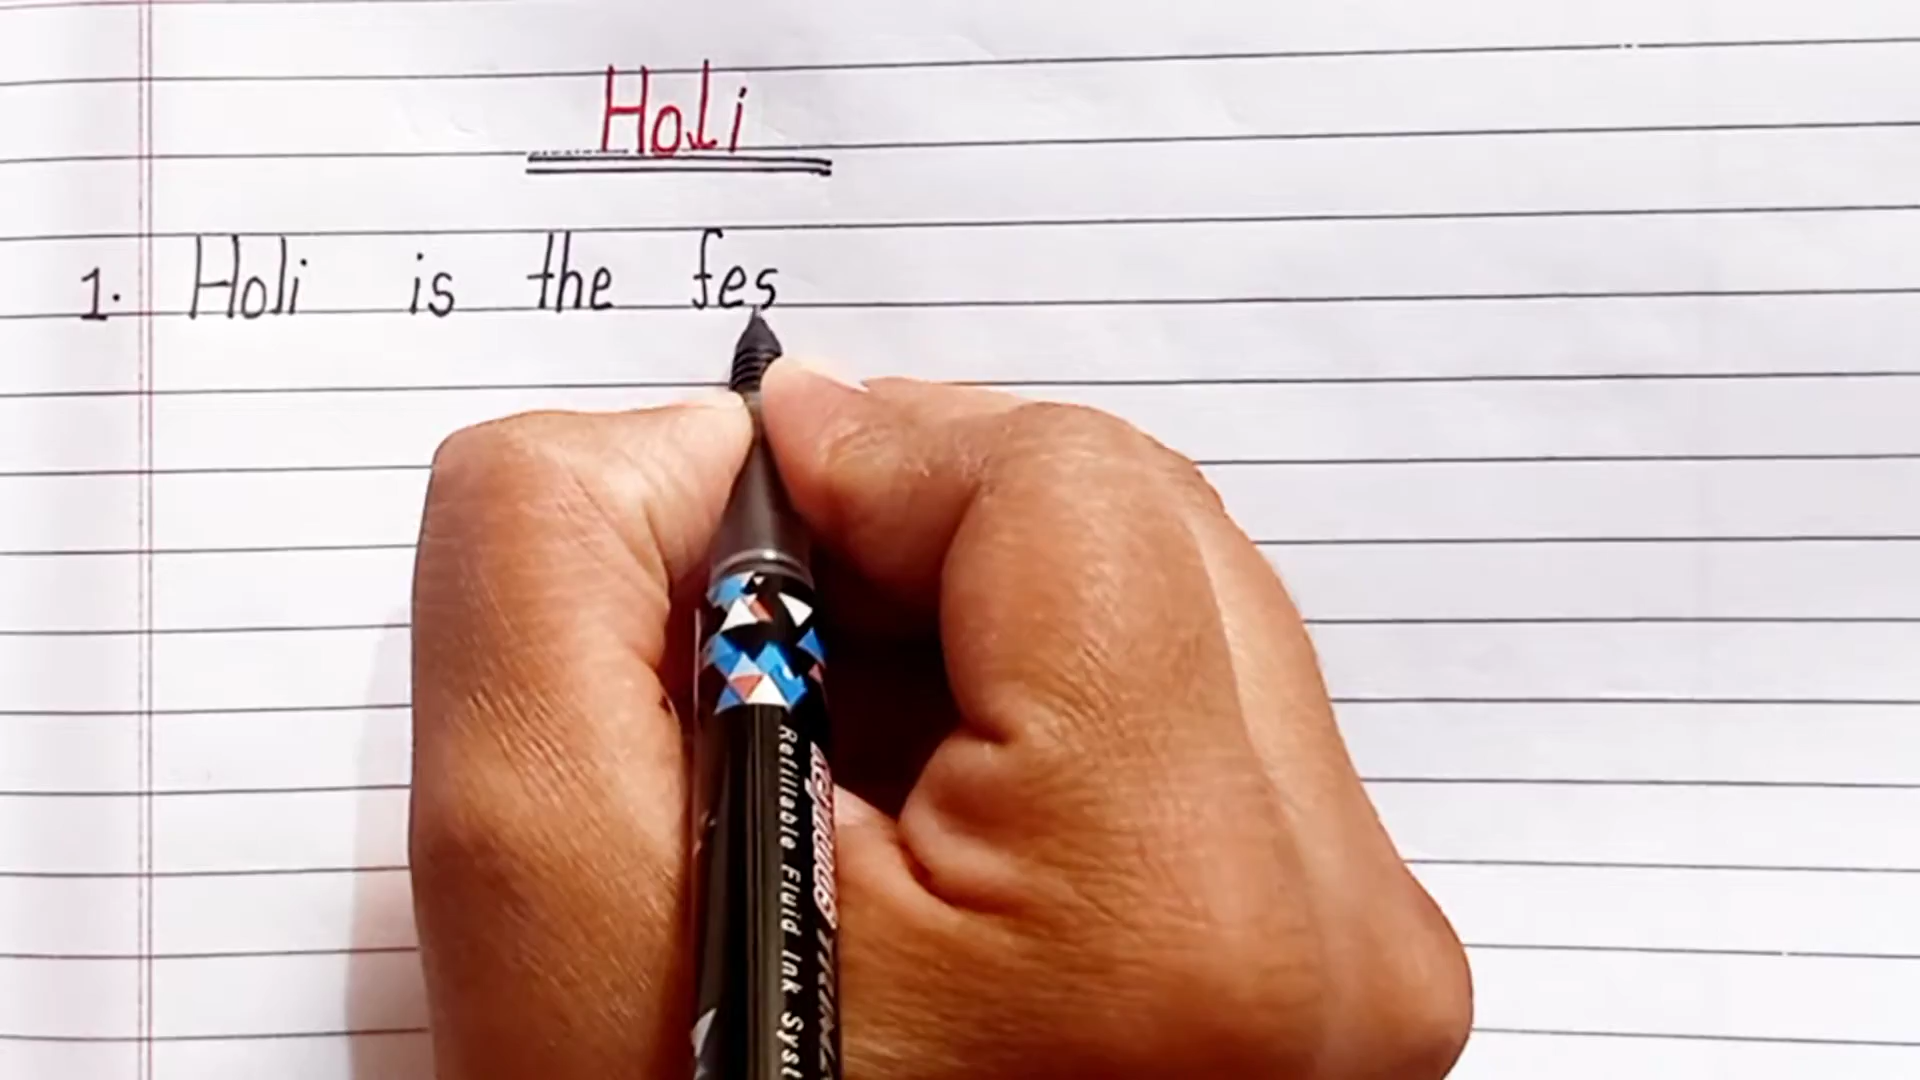 Holi
1. Holi is the fes
Refillable Fluid Ink Syst